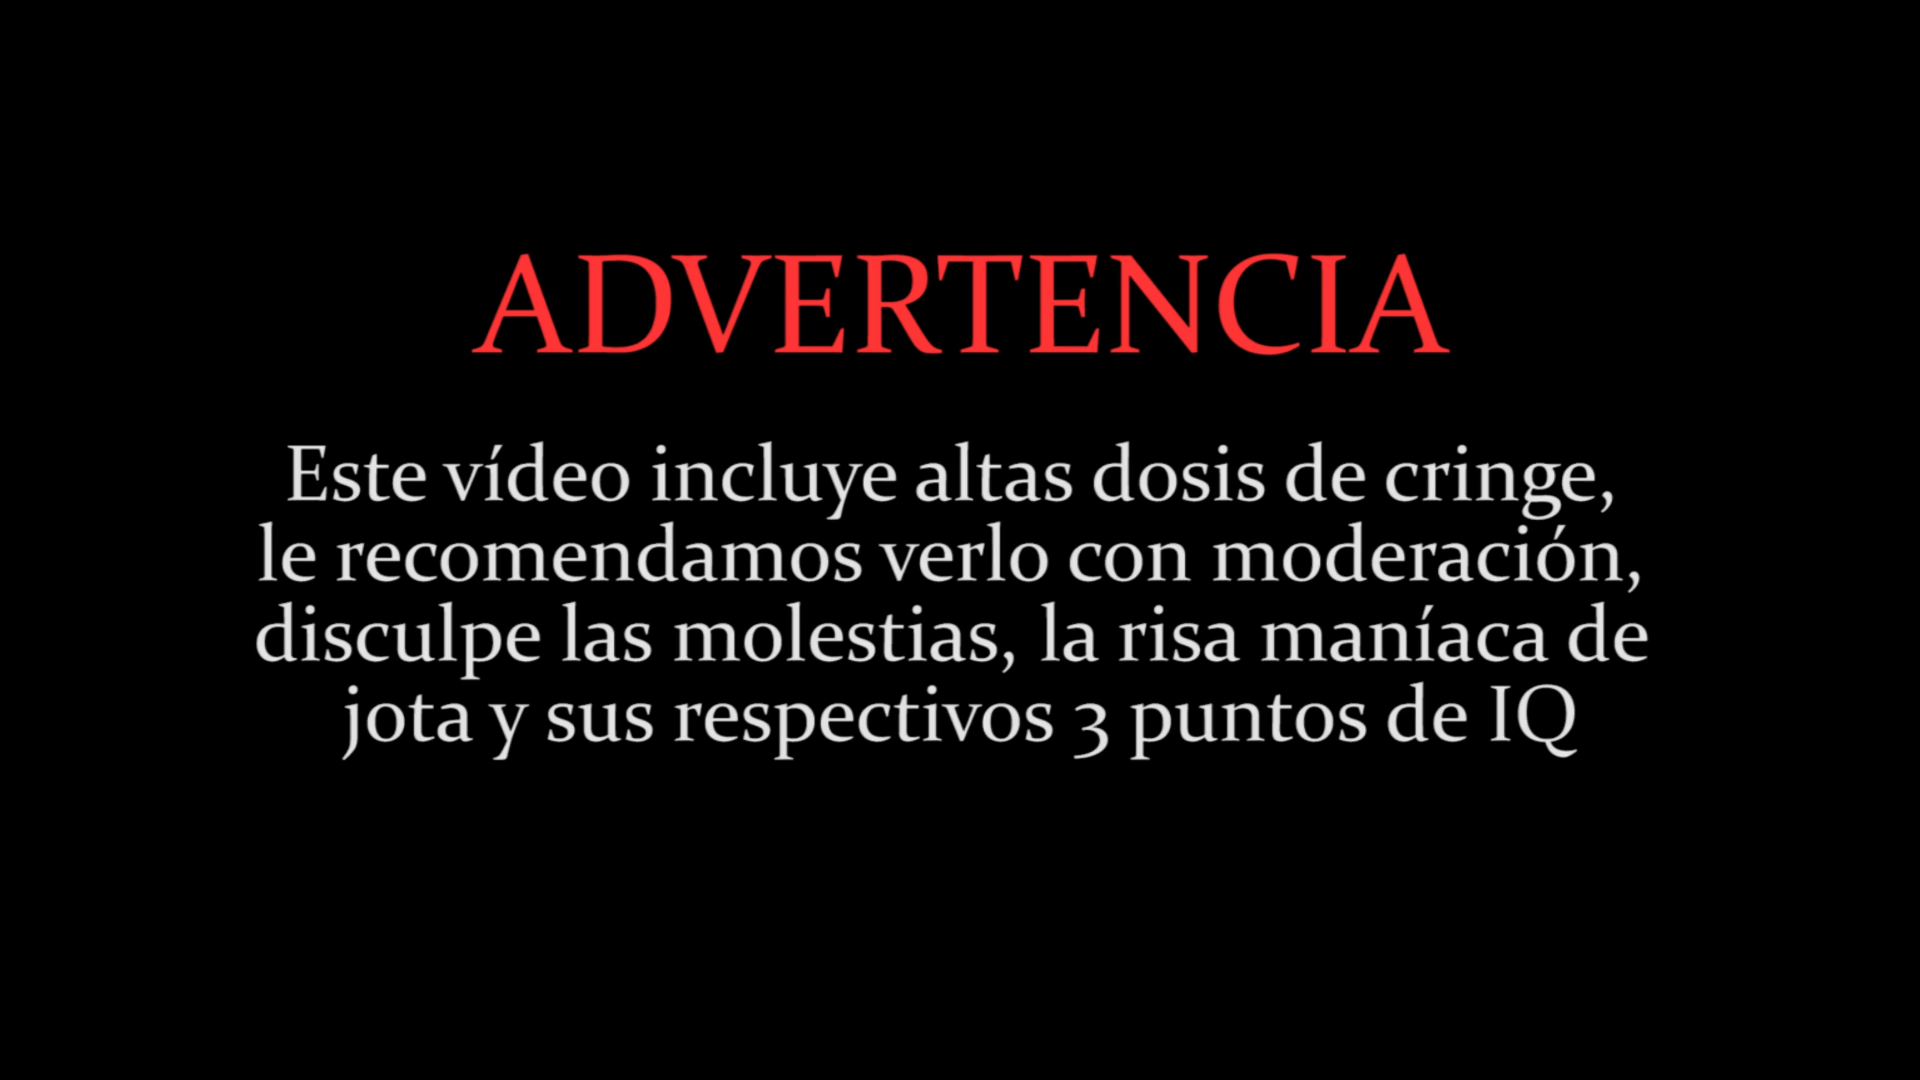 ADVERTENCIA
Este vídeo incluye altas dosis de cringe,
le recomendamos verlo con moderación,
disculpe las molestias, la risa maníaca de
jota y sus respectivos 3 puntos de IQ